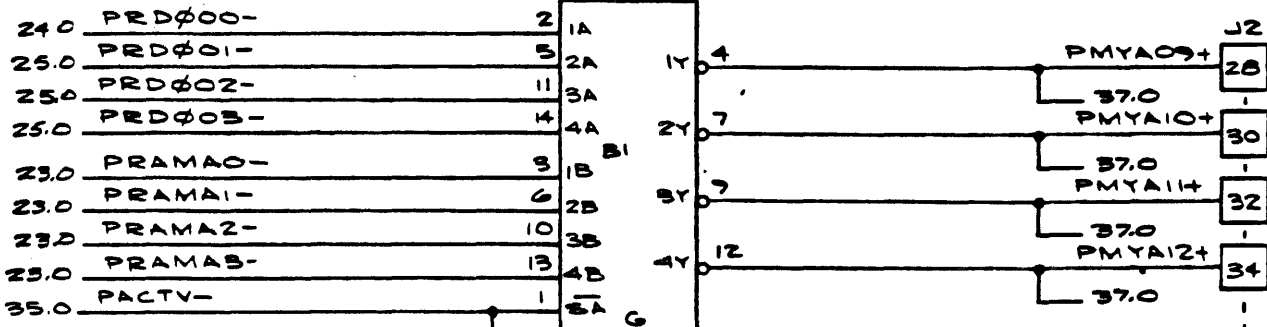 24.0 PRDØ00- 2 1A
25.0 PRDØ01- 5 2A
25.0 PRDØ02- 11 3A
25.0 PRDØ03- 14 4A
23.0 PRAMA0- 3 1B
23.0 PRAMA1- 6 2B
23.0 PRAMA2- 10 3B
23.0 PRAMA3- 13 4B
35.0 PACTV- 1 SA
B1
G
1Y 4 PMYA09+ 28
37.0
2Y 7 PMYA10+ 30
37.0
3Y 9 PMYA11+ 32
37.0
4Y 12 PMYA12+ 34
37.0
J2